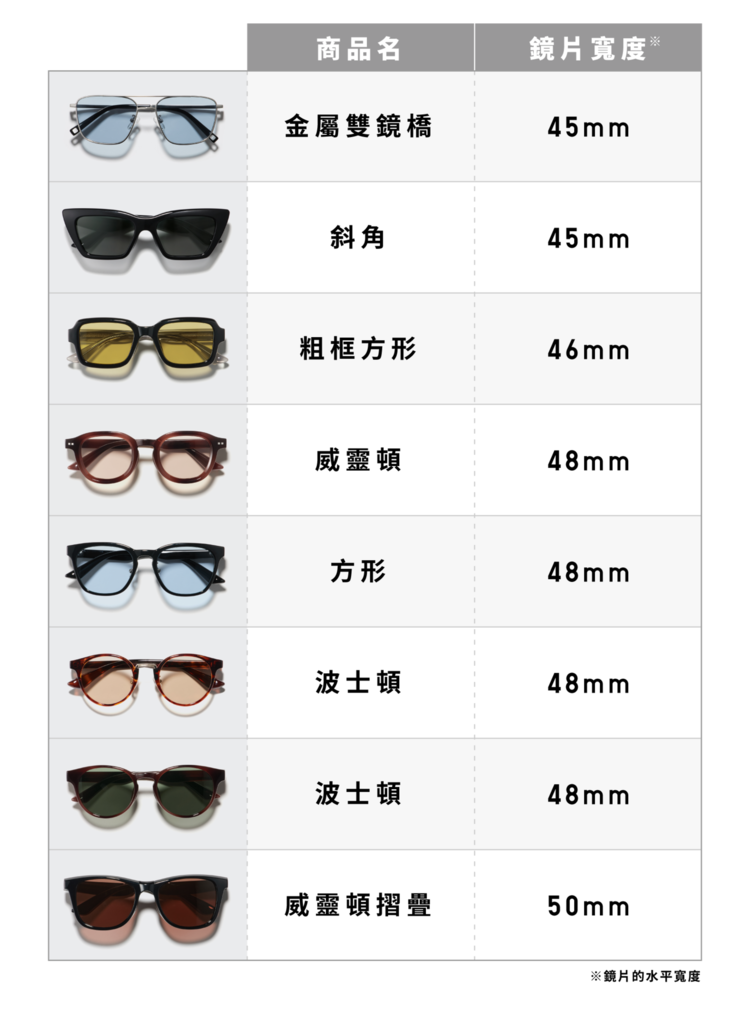 商品名 鏡片寬度※
金屬雙鏡橋 45mm
斜角 45mm
粗框方形 46mm
威靈頓 48mm
方形 48mm
波士頓 48mm
波士頓 48mm
威靈頓摺疊 50mm
※鏡片的水平寬度